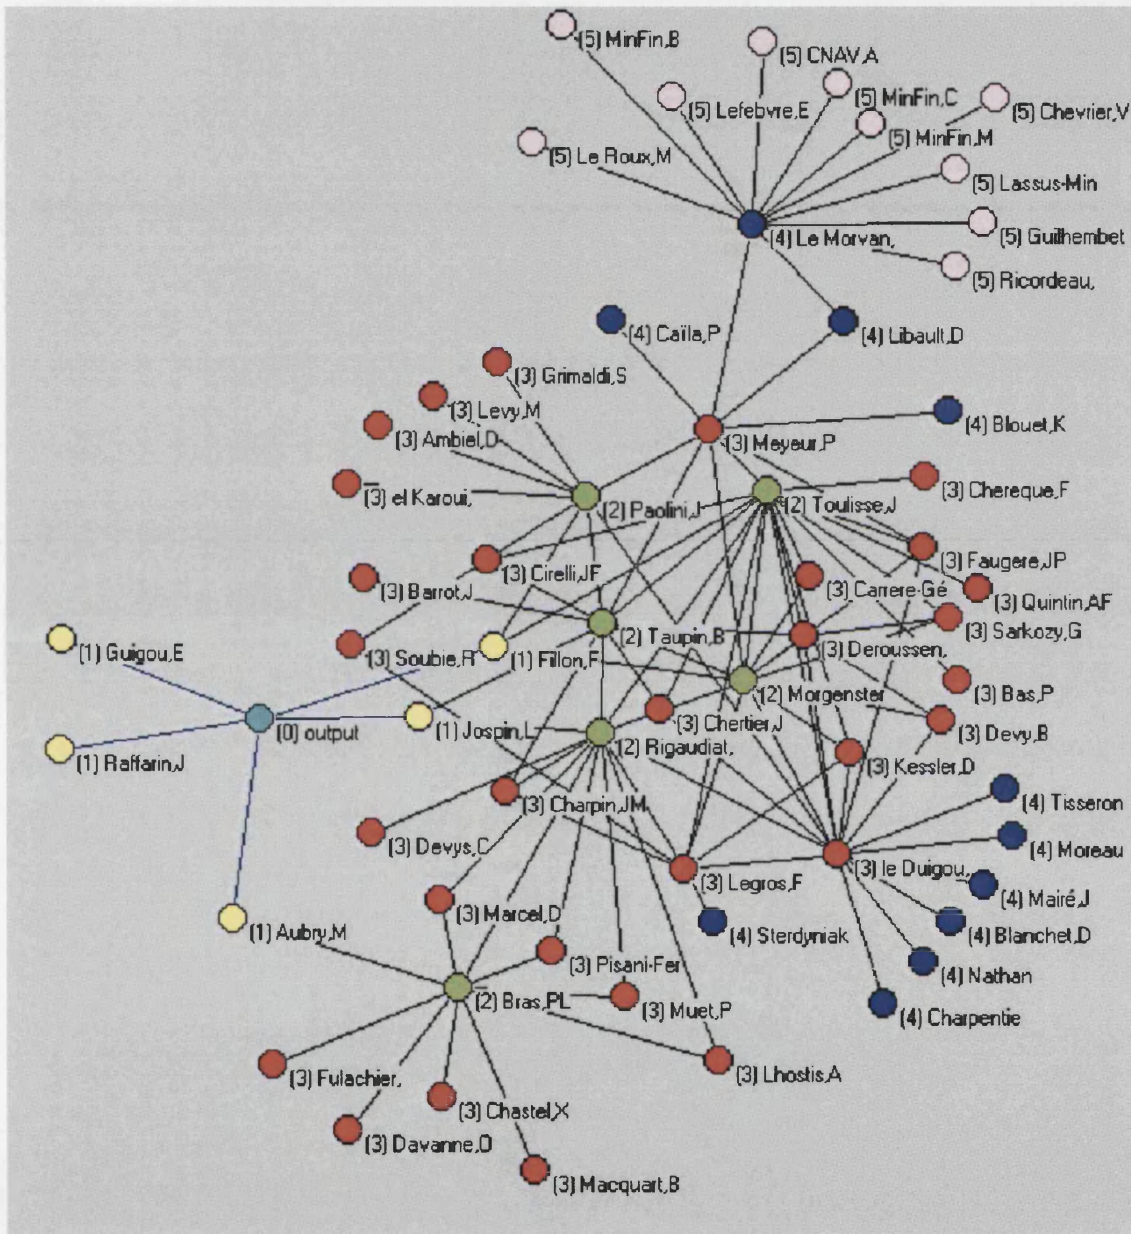 (5) MinFin,B
(5) CNAV,A
(5) MinFin,C
(5) Chevrier,V
(5) Lefebvre,E
(5) MinFin,M
(5) Le Roux,M
(5) Lassus-Min
(4) Le Morvan,
(5) Guilhembet
(5) Ricordeau,
(4) Caïla,P
(4) Libault,D
(3) Grimaldi,S
(3) Levy,M
(4) Blouet,K
(3) Ambiel,D
(3) Meyeur,P
(3) el Karoui,
(2) Paolini,J
(2) Toulisse,J
(3) Chereque,F
(3) Faugere,JP
(3) Cirelli,JF
(3) Carrere-Gé
(3) Barrot,J
(3) Quintin,AF
(3) Sarkozy,G
(2) Taupin,B
(1) Guigou,E
(3) Soubie,R
(1) Fillon,F
(3) Deroussen,
(2) Morgenster
(3) Bas,P
(3) Chertier,J
(0) output
(1) Jospin,L
(3) Devy,B
(2) Rigaudiat,
(1) Raffarin,J
(3) Kessler,D
(4) Tisseron
(3) Charpin,JM
(4) Moreau
(3) Devys,C
(3) le Duigou,
(3) Legros,F
(4) Mairé,J
(3) Marcel,D
(4) Sterdyniak
(4) Blanchet,D
(1) Aubry,M
(3) Pisani-Fer
(4) Nathan
(2) Bras,PL
(3) Muet,P
(4) Charpentie
(3) Fulachier,
(3) Lhostis,A
(3) Chastel,X
(3) Davanne,O
(3) Macquart,B